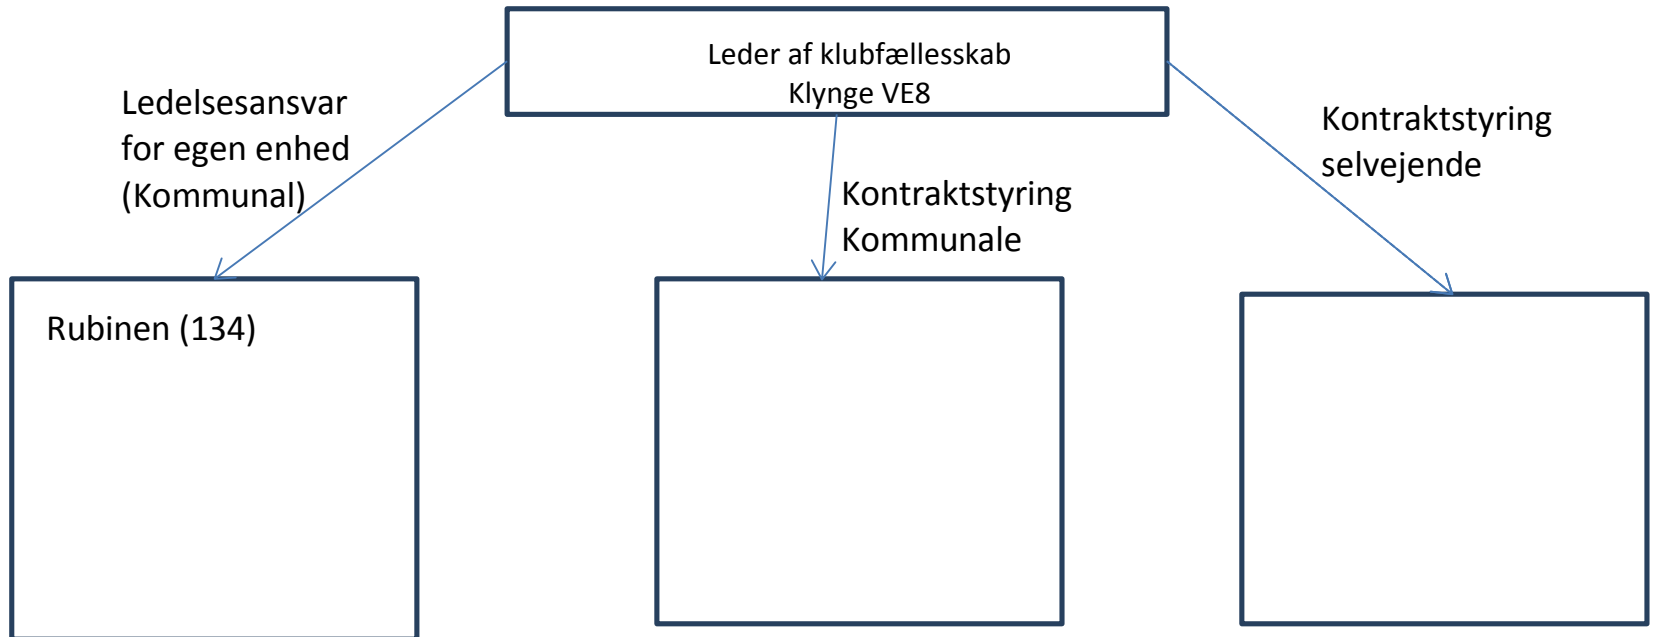 Leder af klubfællesskab
Klynge VE8
Ledelsesansvar
for egen enhed
(Kommunal)
Kontraktstyring
Kommunale
Kontraktstyring
selvejende
Rubinen (134)